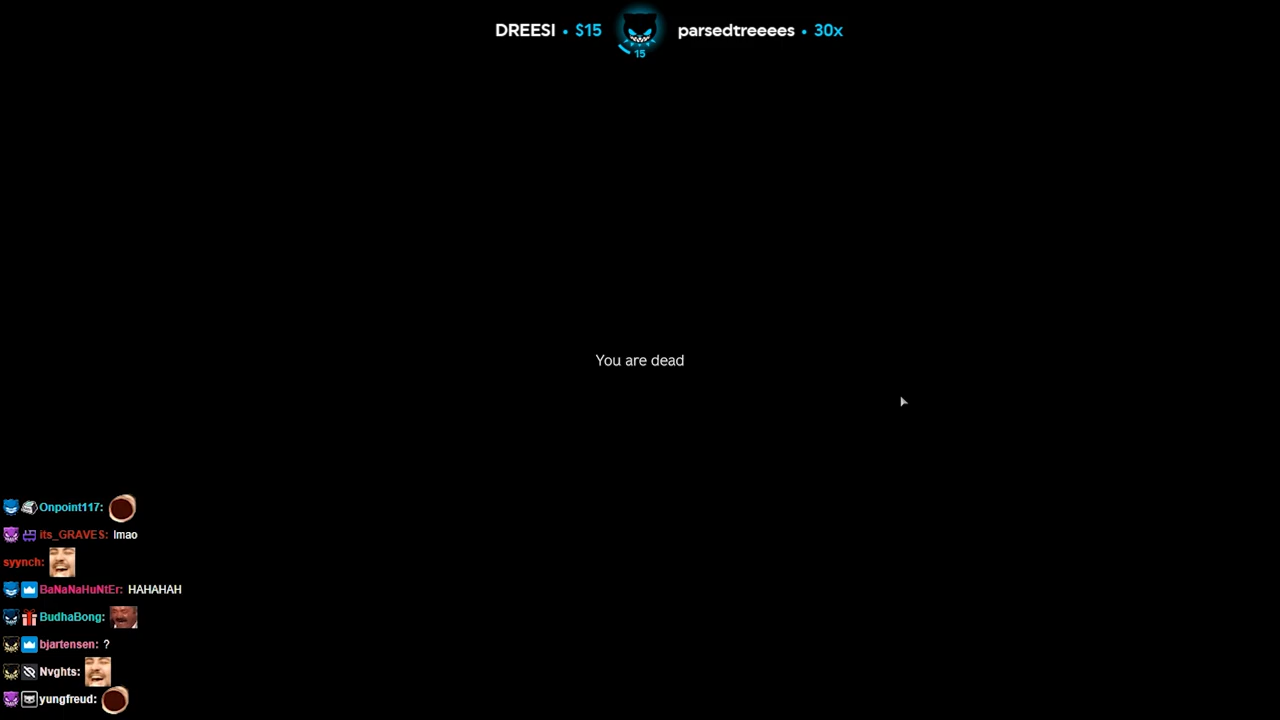 DREESI • $15
15
parsedtreeees • 30x
You are dead
Onpoint117:
its_GRAVES: lmao
syynch:
BaNaNaHuNtEr: HAHAHAH
BudhaBong:
bjartensen: ?
Nvghts:
yungfreud: